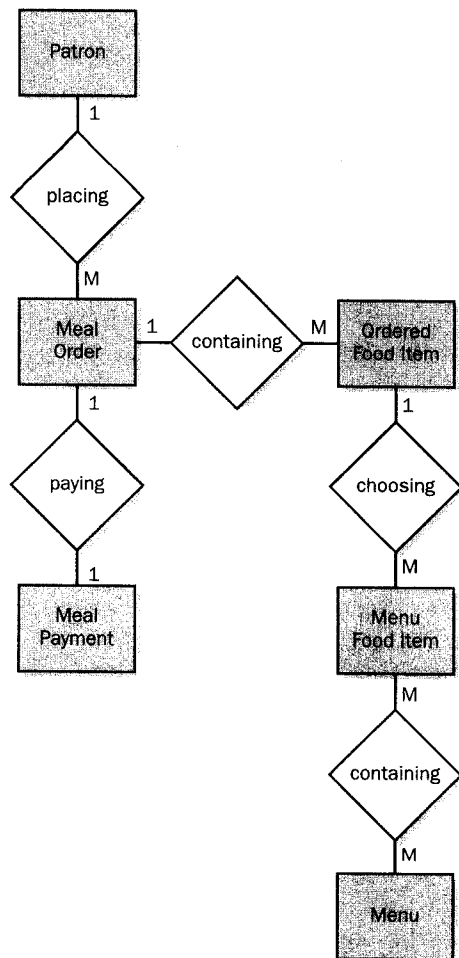 Patron
1
placing
M
Meal
Order
1
containing
M
Ordered
Food Item
1
1
paying
choosing
1
M
Meal
Payment
Menu
Food Item
M
containing
M
Menu